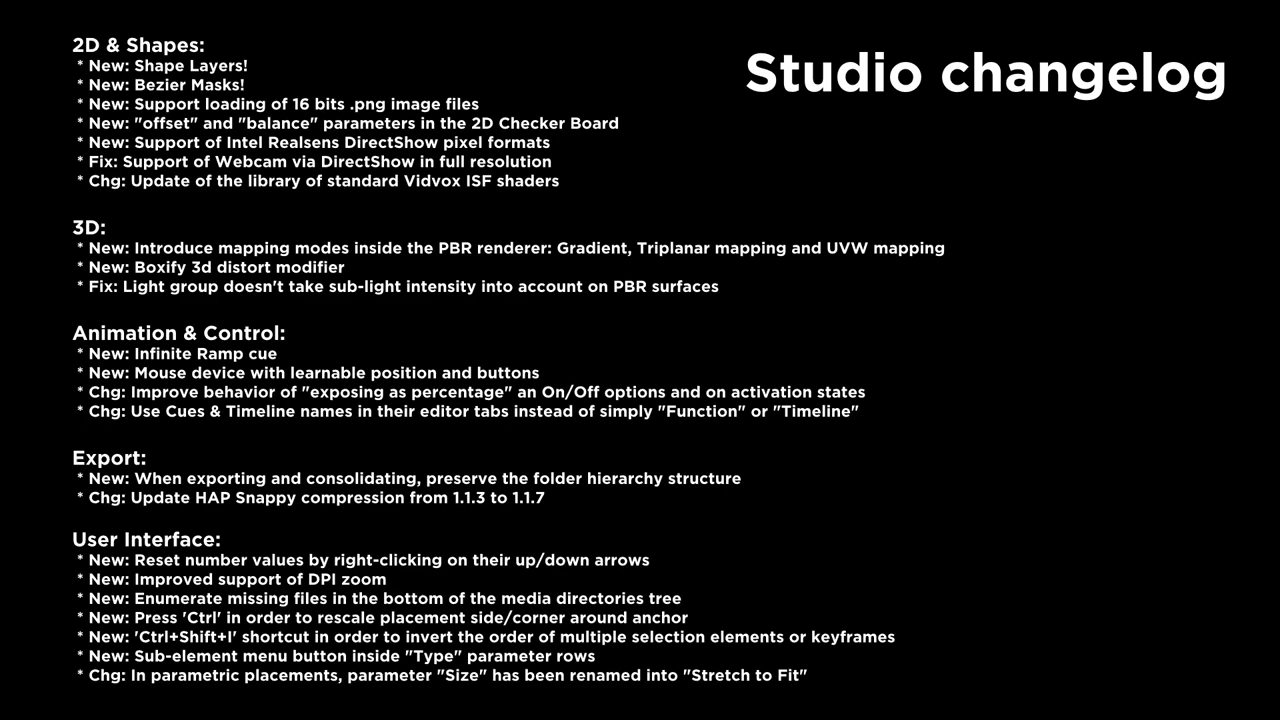 Studio changelog
2D & Shapes:
* New: Shape Layers!
* New: Bezier Masks!
* New: Support loading of 16 bits .png image files
* New: "offset" and "balance" parameters in the 2D Checker Board
* New: Support of Intel Realsens DirectShow pixel formats
* Fix: Support of Webcam via DirectShow in full resolution
* Chg: Update of the library of standard Vidvox ISF shaders
3D:
* New: Introduce mapping modes inside the PBR renderer: Gradient, Triplanar mapping and UVW mapping
* New: Boxify 3d distort modifier
* Fix: Light group doesn't take sub-light intensity into account on PBR surfaces
Animation & Control:
* New: Infinite Ramp cue
* New: Mouse device with learnable position and buttons
* Chg: Improve behavior of "exposing as percentage" an On/Off options and on activation states
* Chg: Use Cues & Timeline names in their editor tabs instead of simply "Function" or "Timeline"
Export:
* New: When exporting and consolidating, preserve the folder hierarchy structure
* Chg: Update HAP Snappy compression from 1.1.3 to 1.1.7
User Interface:
* New: Reset number values by right-clicking on their up/down arrows
* New: Improved support of DPI zoom
* New: Enumerate missing files in the bottom of the media directories tree
* New: Press 'Ctrl' in order to rescale placement side/corner around anchor
* New: 'Ctrl+Shift+I' shortcut in order to invert the order of multiple selection elements or keyframes
* New: Sub-element menu button inside "Type" parameter rows
* Chg: In parametric placements, parameter "Size" has been renamed into "Stretch to Fit"